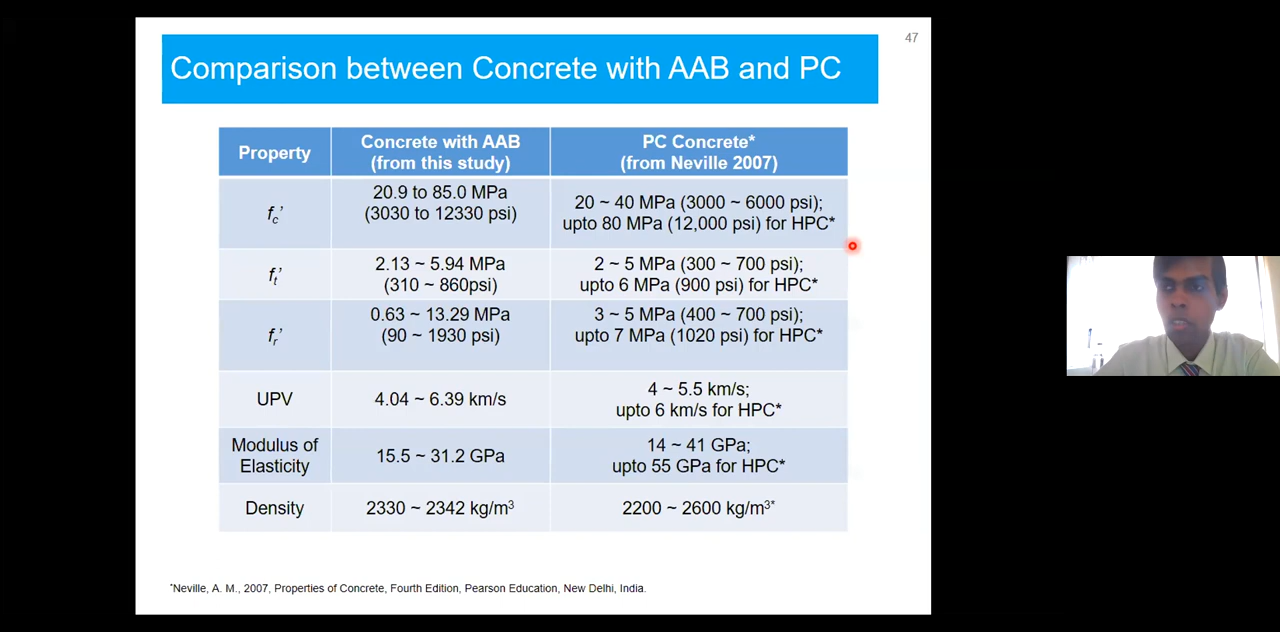 47
Comparison between Concrete with AAB and PC
Property
Concrete with AAB
(from this study)
PC Concrete*
(from Neville 2007)
fc'
20.9 to 85.0 MPa
(3030 to 12330 psi)
20 ~ 40 MPa (3000 ~ 6000 psi);
upto 80 MPa (12,000 psi) for HPC*
ft'
2.13 ~ 5.94 MPa
(310 ~ 860psi)
2 ~ 5 MPa (300 ~ 700 psi);
upto 6 MPa (900 psi) for HPC*
fr'
0.63 ~ 13.29 MPa
(90 ~ 1930 psi)
3 ~ 5 MPa (400 ~ 700 psi);
upto 7 MPa (1020 psi) for HPC*
UPV
4.04 ~ 6.39 km/s
4 ~ 5.5 km/s;
upto 6 km/s for HPC*
Modulus of
Elasticity
15.5 ~ 31.2 GPa
14 ~ 41 GPa;
upto 55 GPa for HPC*
Density
2330 ~ 2342 kg/m³
2200 ~ 2600 kg/m³*
*Neville, A. M., 2007, Properties of Concrete, Fourth Edition, Pearson Education, New Delhi, India.